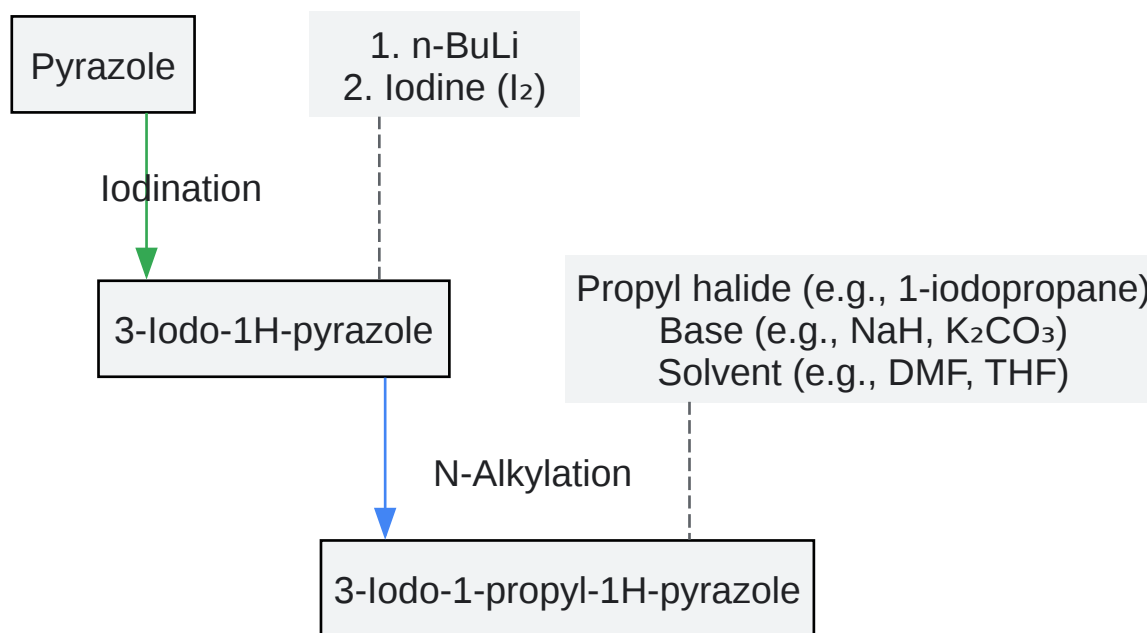 Pyrazole
1. n-BuLi
2. Iodine (I₂)
Iodination
3-Iodo-1H-pyrazole
Propyl halide (e.g., 1-iodopropane)
Base (e.g., NaH, K₂CO₃)
Solvent (e.g., DMF, THF)
N-Alkylation
3-Iodo-1-propyl-1H-pyrazole